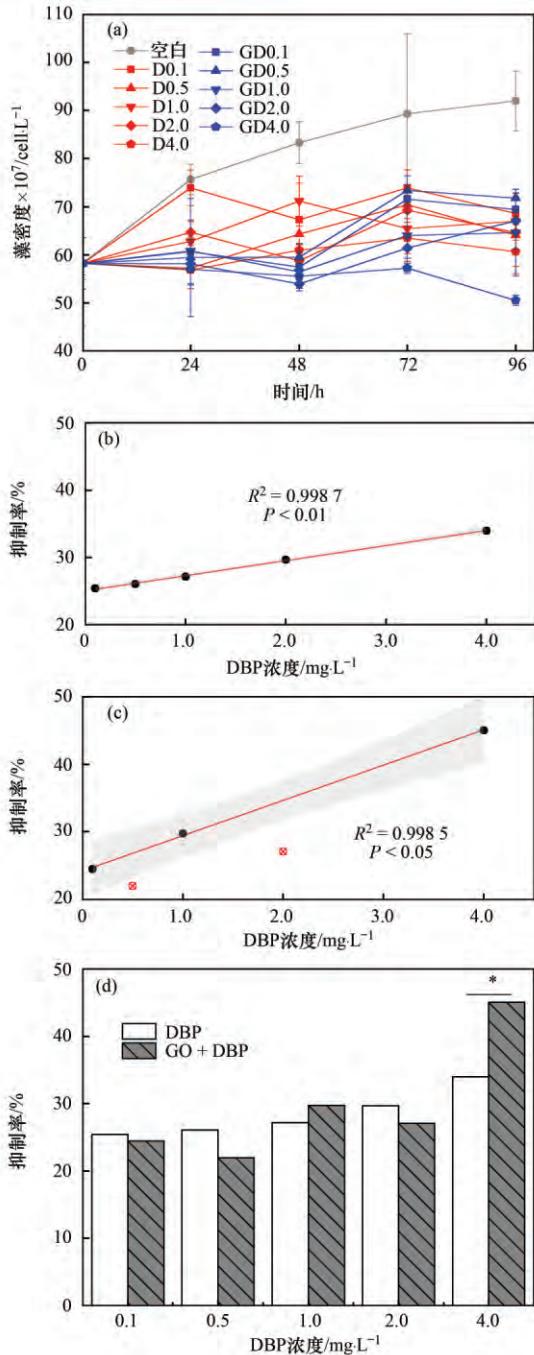 110
(a)
100
空白
GD0.1
D0.1
GD0.5
D0.5
GD1.0
90
D1.0
GD2.0
D2.0
GD4.0
D4.0
80
70
60
50
40
藻密度×10⁷/cell·L⁻¹
0
24
48
72
96
时间/h
50
(b)
40
R² = 0.998 7
P < 0.01
30
20
抑制率/%
0
1.0
2.0
3.0
4.0
DBP浓度/mg·L⁻¹
50
(c)
40
30
R² = 0.998 5
P < 0.05
20
抑制率/%
0
1.0
2.0
3.0
4.0
DBP浓度/mg·L⁻¹
50
(d)
*
DBP
40
GO + DBP
30
20
10
0
抑制率/%
0.1
0.5
1.0
2.0
4.0
DBP浓度/mg·L⁻¹